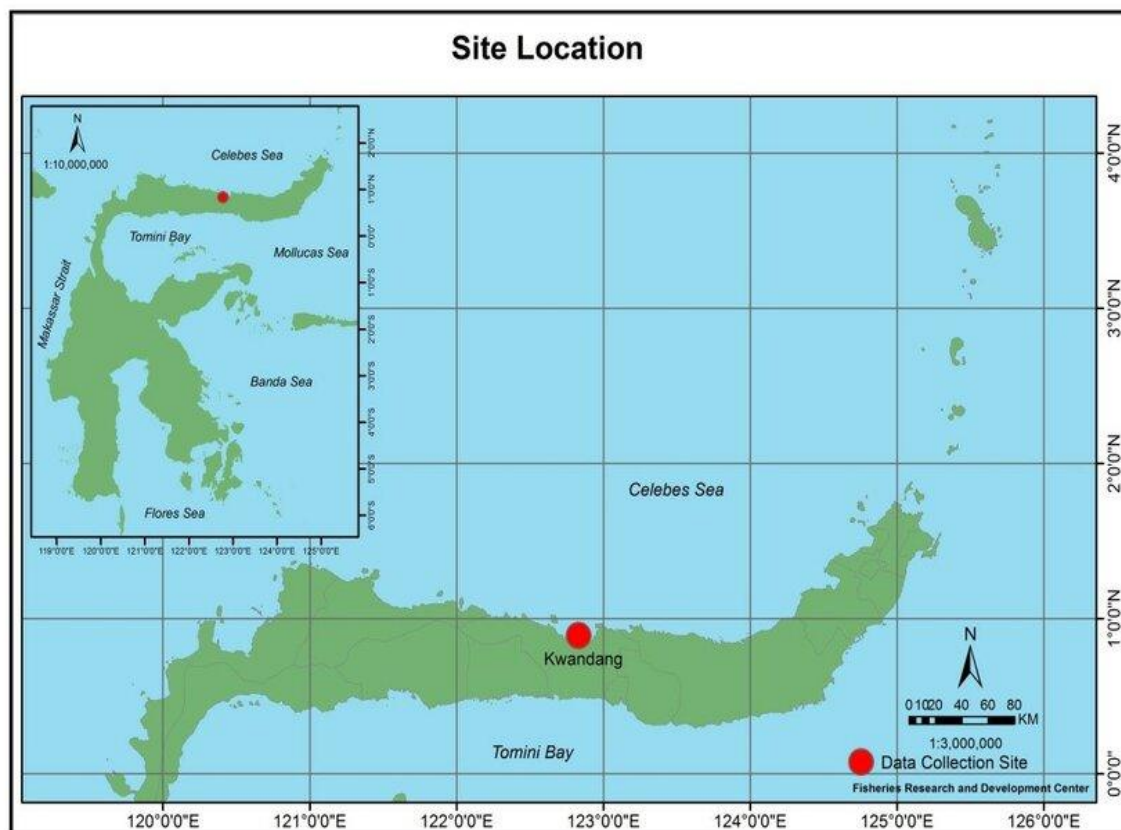 Site Location
N
1:10,000,000
Celebes Sea
Tomini Bay
Mollucas Sea
Makassar Strait
Banda Sea
Flores Sea
2°0'0"N
1°0'0"N
0°0'0"
1°0'0"S
2°0'0"S
3°0'0"S
4°0'0"S
5°0'0"S
6°0'0"S
119°0'0"E 120°0'0"E 121°0'0"E 122°0'0"E 123°0'0"E 124°0'0"E 125°0'0"E
4°0'0"N
3°0'0"N
2°0'0"N
1°0'0"N
0°0'0"
Celebes Sea
Kwandang
Tomini Bay
N
0 10 20 40 60 80
KM
1:3,000,000
Data Collection Site
Fisheries Research and Development Center
120°0'0"E 121°0'0"E 122°0'0"E 123°0'0"E 124°0'0"E 125°0'0"E 126°0'0"E